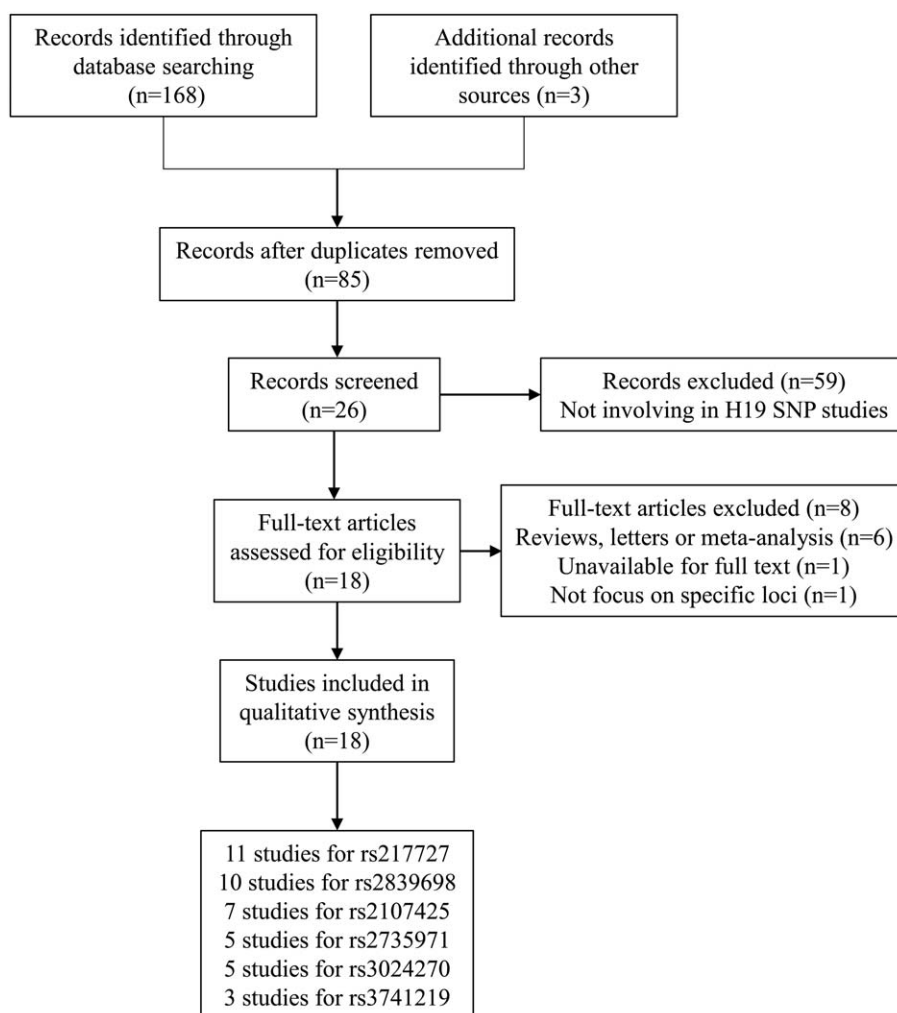 Records identified through
database searching
(n=168)
Additional records
identified through other
sources (n=3)
Records after duplicates removed
(n=85)
Records screened
(n=26)
Records excluded (n=59)
Not involving in H19 SNP studies
Full-text articles
assessed for eligibility
(n=18)
Full-text articles excluded (n=8)
Reviews, letters or meta-analysis (n=6)
Unavailable for full text (n=1)
Not focus on specific loci (n=1)
Studies included in
qualitative synthesis
(n=18)
11 studies for rs217727
10 studies for rs2839698
7 studies for rs2107425
5 studies for rs2735971
5 studies for rs3024270
3 studies for rs3741219